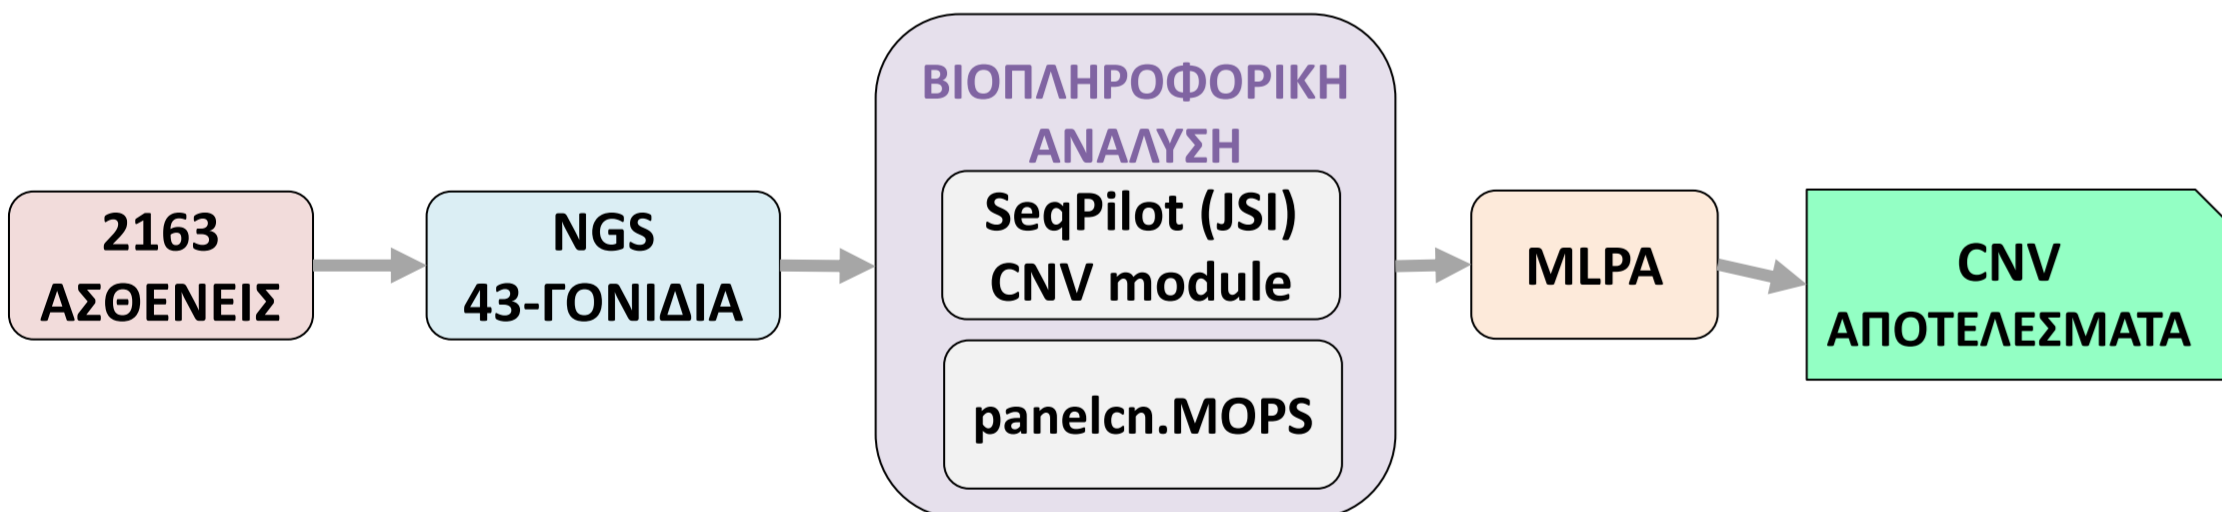 2163
ΑΣΘΕΝΕΙΣ
NGS
43-ΓΟΝΙΔΙΑ
ΒΙΟΠΛΗΡΟΦΟΡΙΚΗ
ΑΝΑΛΥΣΗ
SeqPilot (JSI)
CNV module
panelcn.MOPS
MLPA
CNV
ΑΠΟΤΕΛΕΣΜΑΤΑ